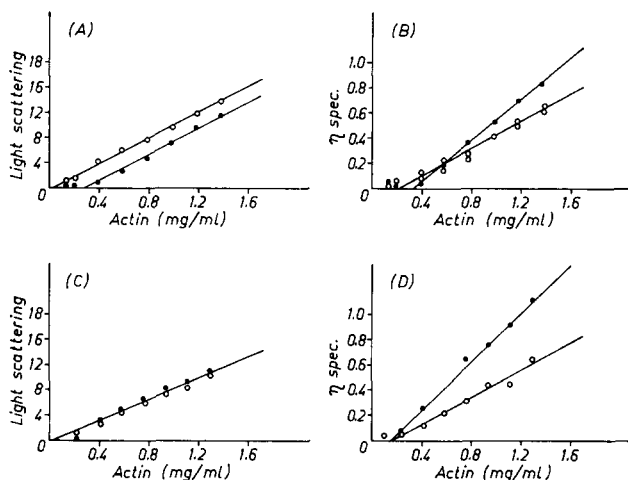 (A)
Light scattering
16
12
8
4
0
0.4 0.8 1.2 1.6
Actin (mg/ml)
(B)
η spec.
1.0
0.8
0.6
0.4
0.2
0
0.4 0.8 1.2 1.6
Actin (mg/ml)
(C)
Light scattering
18
12
8
4
0
0.4 0.8 1.2 1.6
Actin (mg/ml)
(D)
η spec.
1.0
0.8
0.6
0.4
0.2
0
0.4 0.8 1.2 1.6
Actin (mg/ml)